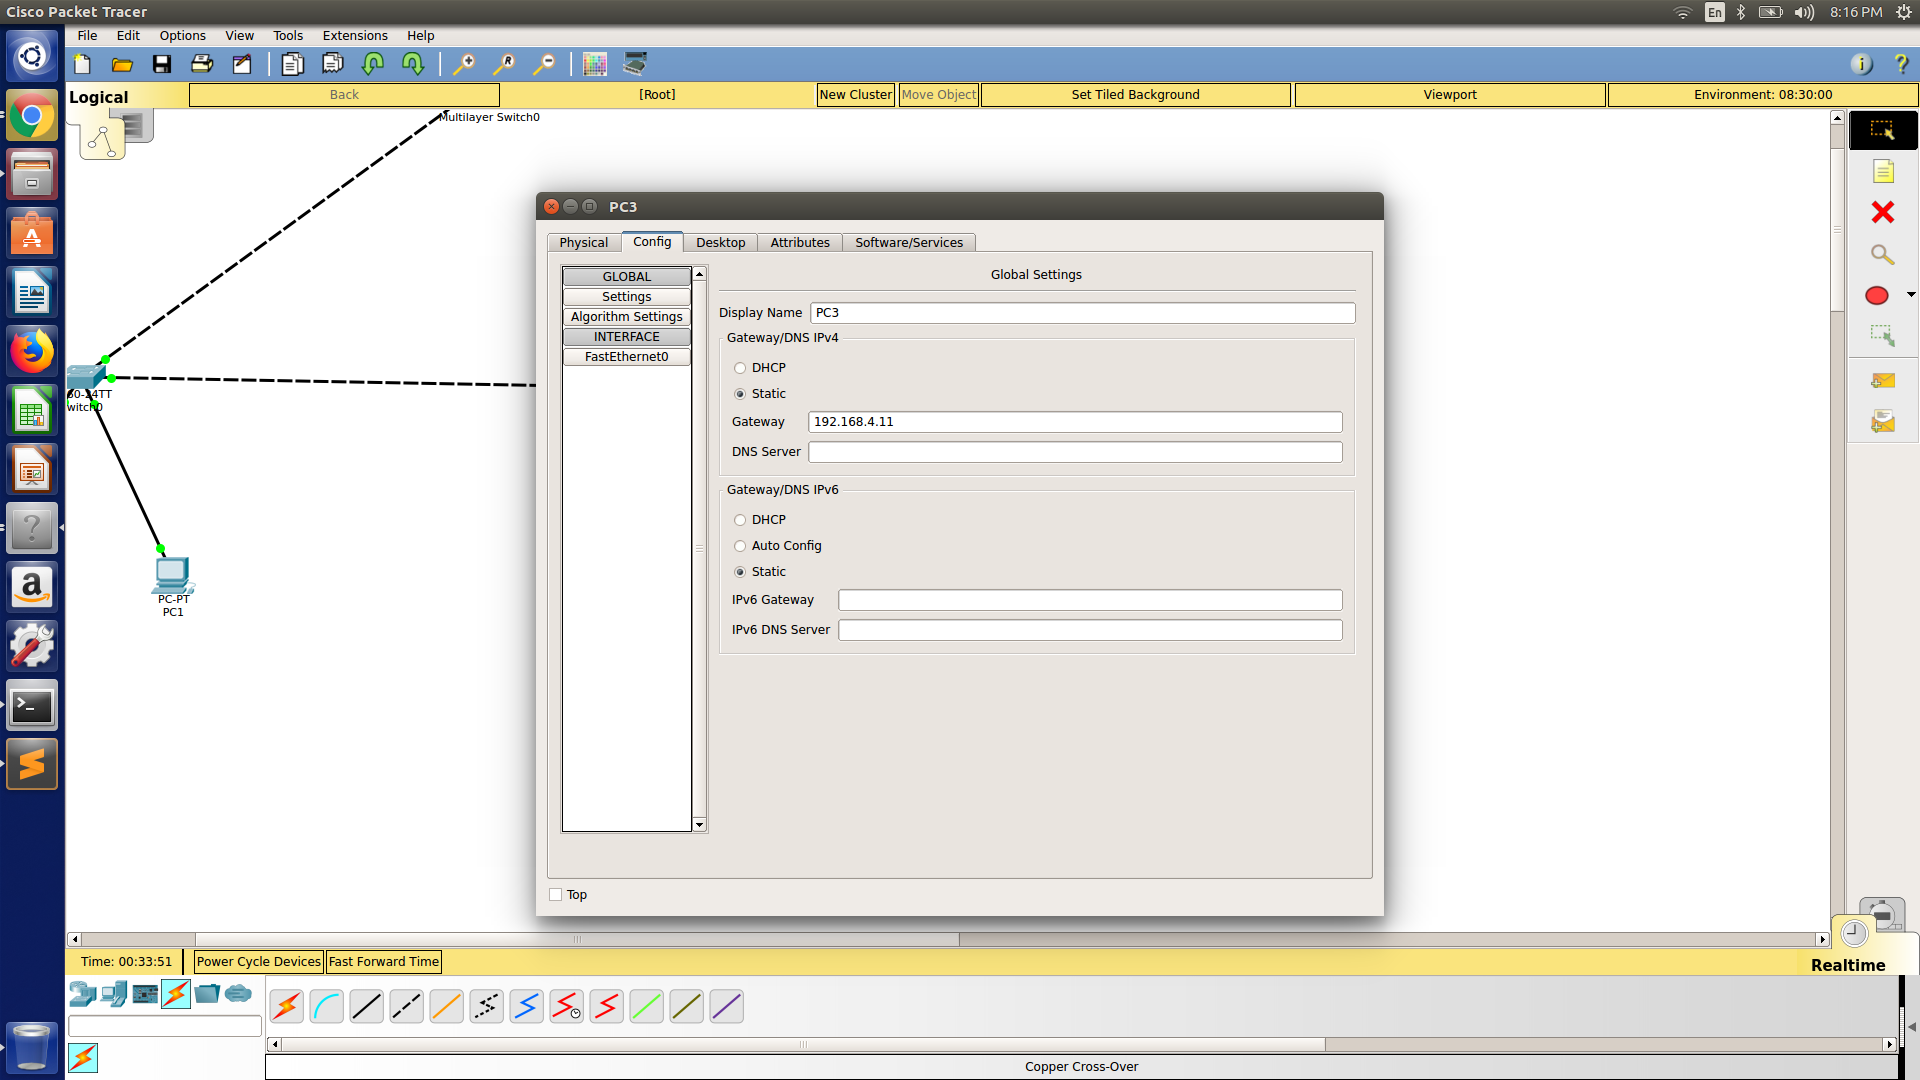 Cisco Packet Tracer
En
8:16 PM
File Edit Options View Tools Extensions Help
Logical
Back
[Root]
New Cluster
Move Object
Set Tiled Background
Viewport
Environment: 08:30:00
Multilayer Switch0
PC3
Physical
Config
Desktop
Attributes
Software/Services
GLOBAL
Settings
Algorithm Settings
INTERFACE
FastEthernet0
Global Settings
Display Name PC3
Gateway/DNS IPv4
DHCP
Static
Gateway 192.168.4.11
DNS Server
Gateway/DNS IPv6
DHCP
Auto Config
Static
IPv6 Gateway
IPv6 DNS Server
Top
60-24TT
witch0
PC-PT
PC1
Time: 00:33:51
Power Cycle Devices
Fast Forward Time
Realtime
Copper Cross-Over